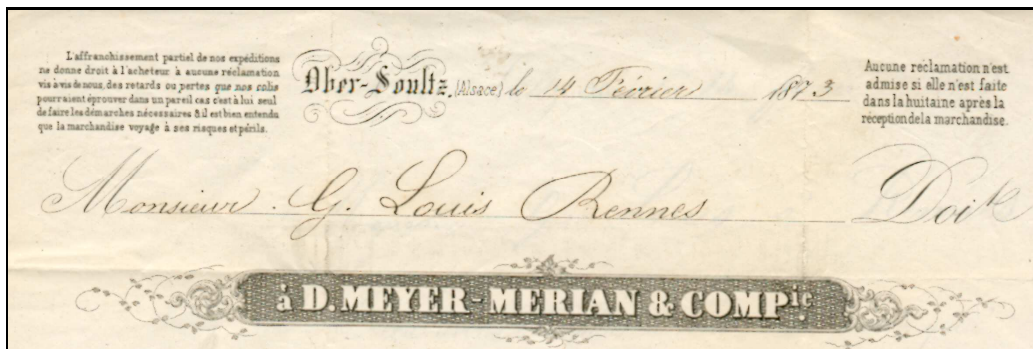 L'affranchissement partiel de nos expéditions
ne donne droit à l'acheteur à aucune réclamation
vis à vis de nous, des retards ou pertes que nos colis
pourraient éprouver dans un pareil cas c'est à lui seul
de faire les démarches nécessaires & il est bien entendu
que la marchandise voyage à ses risques et périls.
Ober-Soultz, (Alsace) le 14 Février 1873
Aucune réclamation n'est
admise si elle n'est faite
dans la huitaine après la
réception de la marchandise.
Monsieur G. Louis Rennes Doit
à D. MEYER-MERIAN & COMPie.